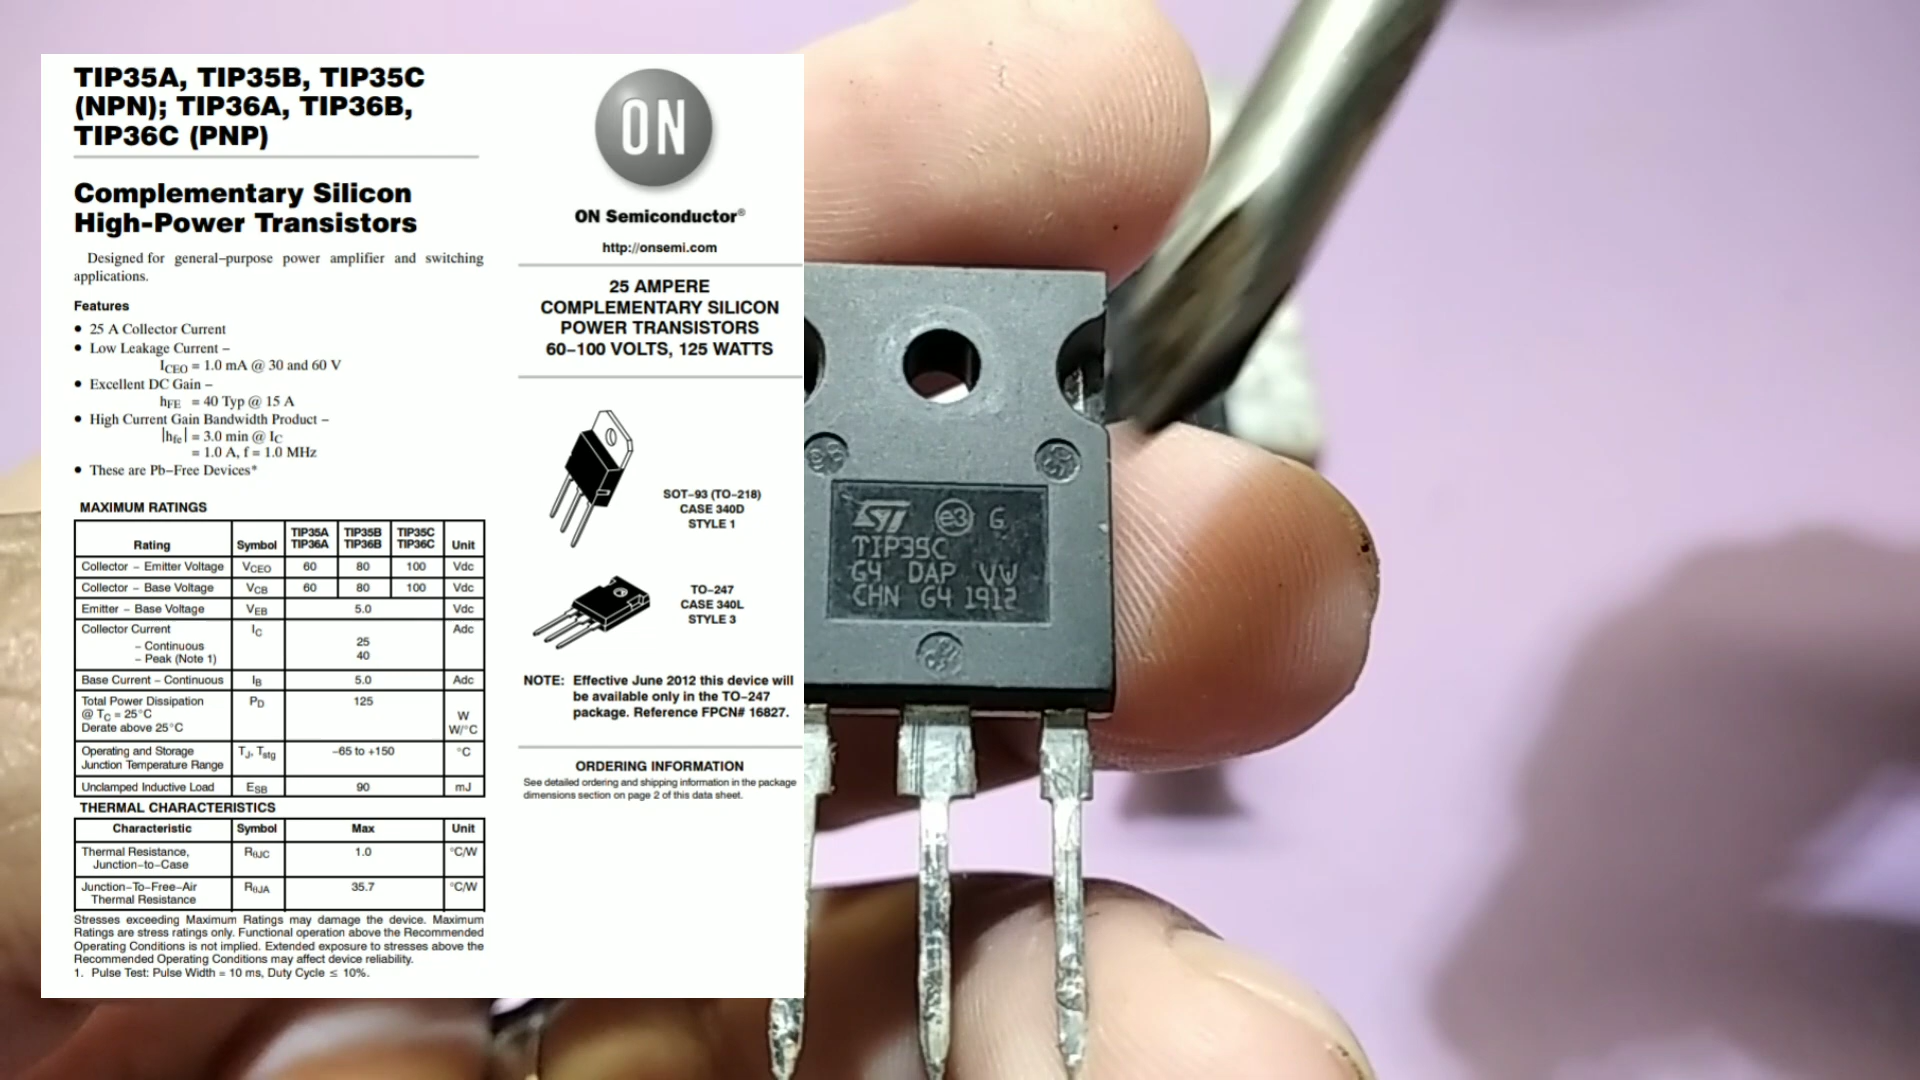 TIP35A, TIP35B, TIP35C
(NPN); TIP36A, TIP36B,
TIP36C (PNP)
Complementary Silicon
High-Power Transistors
Designed for general–purpose power amplifier and switching
applications.
Features
• 25 A Collector Current
• Low Leakage Current –
ICEO = 1.0 mA @ 30 and 60 V
• Excellent DC Gain –
hFE = 40 Typ @ 15 A
• High Current Gain Bandwidth Product –
|hfe| = 3.0 min @ IC
= 1.0 A, f = 1.0 MHz
• These are Pb–Free Devices*
MAXIMUM RATINGS
Rating Symbol TIP35A TIP36A TIP35B TIP36B TIP35C TIP36C Unit
Collector – Emitter Voltage VCEO 60 80 100 Vdc
Collector – Base Voltage VCB 60 80 100 Vdc
Emitter – Base Voltage VEB 5.0 Vdc
Collector Current IC Adc
– Continuous 25
– Peak (Note 1) 40
Base Current – Continuous IB 5.0 Adc
Total Power Dissipation PD 125
@ TC = 25°C W
Derate above 25°C W/°C
Operating and Storage TJ, Tstg –65 to +150 °C
Junction Temperature Range
Unclamped Inductive Load ESB 90 mJ
THERMAL CHARACTERISTICS
Characteristic Symbol Max Unit
Thermal Resistance, RθJC 1.0 °C/W
Junction–to–Case
Junction–To–Free–Air RθJA 35.7 °C/W
Thermal Resistance
Stresses exceeding Maximum Ratings may damage the device. Maximum
Ratings are stress ratings only. Functional operation above the Recommended
Operating Conditions is not implied. Extended exposure to stresses above the
Recommended Operating Conditions may affect device reliability.
1. Pulse Test: Pulse Width = 10 ms, Duty Cycle ≤ 10%.
ON
ON Semiconductor®
http://onsemi.com
25 AMPERE
COMPLEMENTARY SILICON
POWER TRANSISTORS
60–100 VOLTS, 125 WATTS
SOT–93 (TO–218)
CASE 340D
STYLE 1
TO–247
CASE 340L
STYLE 3
NOTE: Effective June 2012 this device will
be available only in the TO–247
package. Reference FPCN# 16827.
ORDERING INFORMATION
See detailed ordering and shipping information in the package
dimensions section on page 2 of this data sheet.
ST e3 G
TIP35C
G4 DAP VW
CHN G4 1912